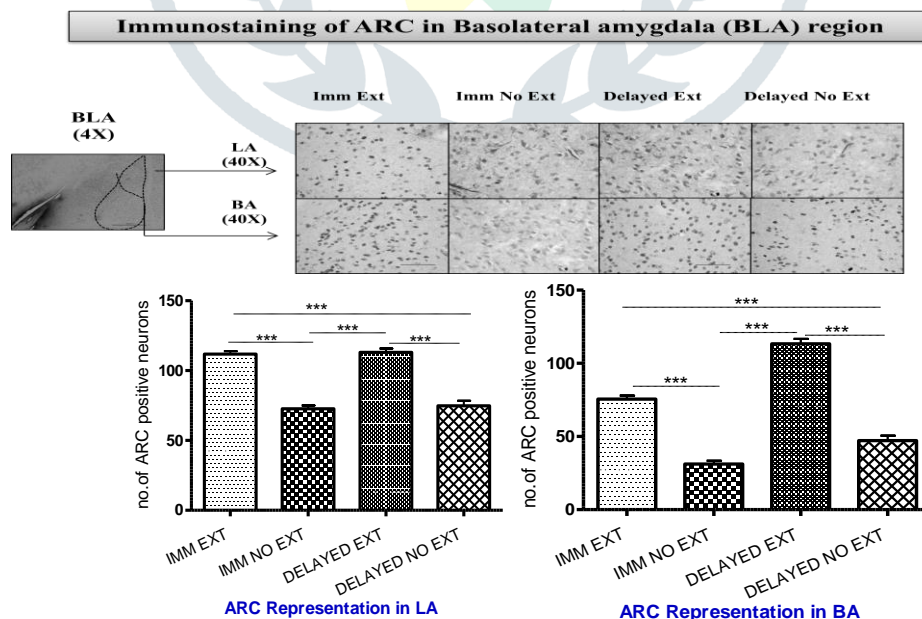 Immunostaining of ARC in Basolateral amygdala (BLA) region
Imm Ext
Imm No Ext
Delayed Ext
Delayed No Ext
BLA
(4X)
LA
(40X)
BA
(40X)
no.of ARC positive neurons
150
100
50
0
***
***
***
***
IMM EXT
IMM NO EXT
DELAYED EXT
DELAYED NO EXT
ARC Representation in LA
no.of ARC positive neurons
150
100
50
0
***
***
***
***
IMM EXT
IMM NO EXT
DELAYED EXT
DELAYED NO EXT
ARC Representation in BA